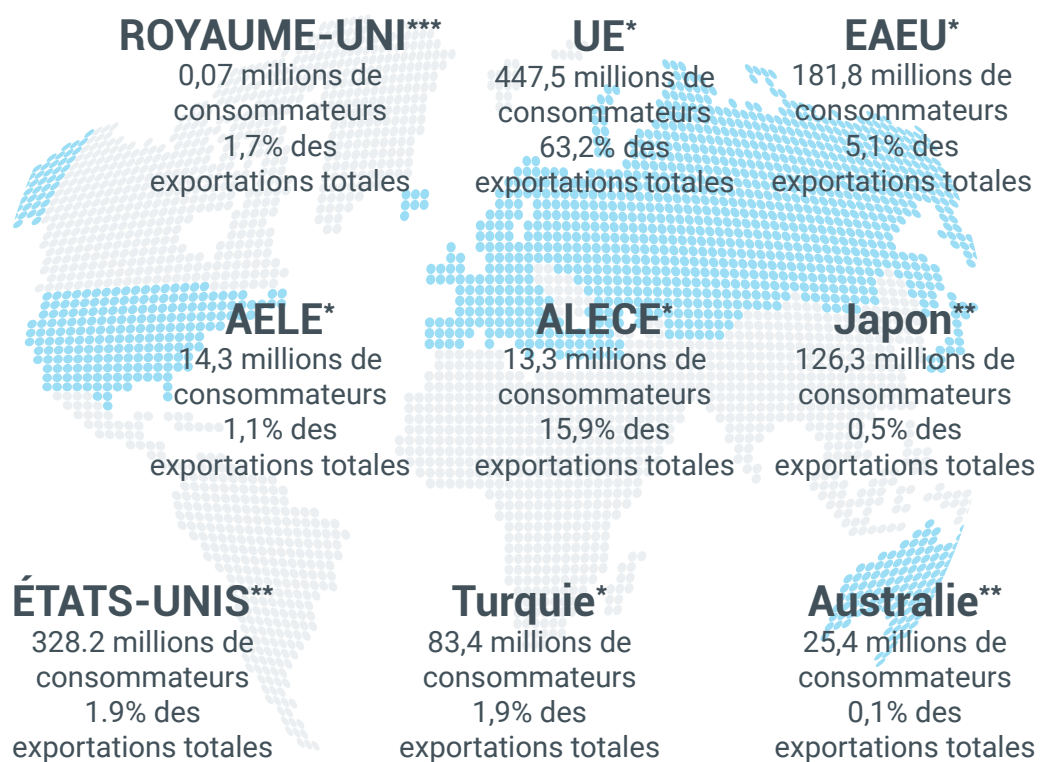 ROYAUME-UNI***
0,07 millions de
consommateurs
1,7% des
exportations totales
UE*
447,5 millions de
consommateurs
63,2% des
exportations totales
EAEU*
181,8 millions de
consommateurs
5,1% des
exportations totales
AELE*
14,3 millions de
consommateurs
1,1% des
exportations totales
ALECE*
13,3 millions de
consommateurs
15,9% des
exportations totales
Japon**
126,3 millions de
consommateurs
0,5% des
exportations totales
ÉTATS-UNIS**
328.2 millions de
consommateurs
1.9% des
exportations totales
Turquie*
83,4 millions de
consommateurs
1,9% des
exportations totales
Australie**
25,4 millions de
consommateurs
0,1% des
exportations totales